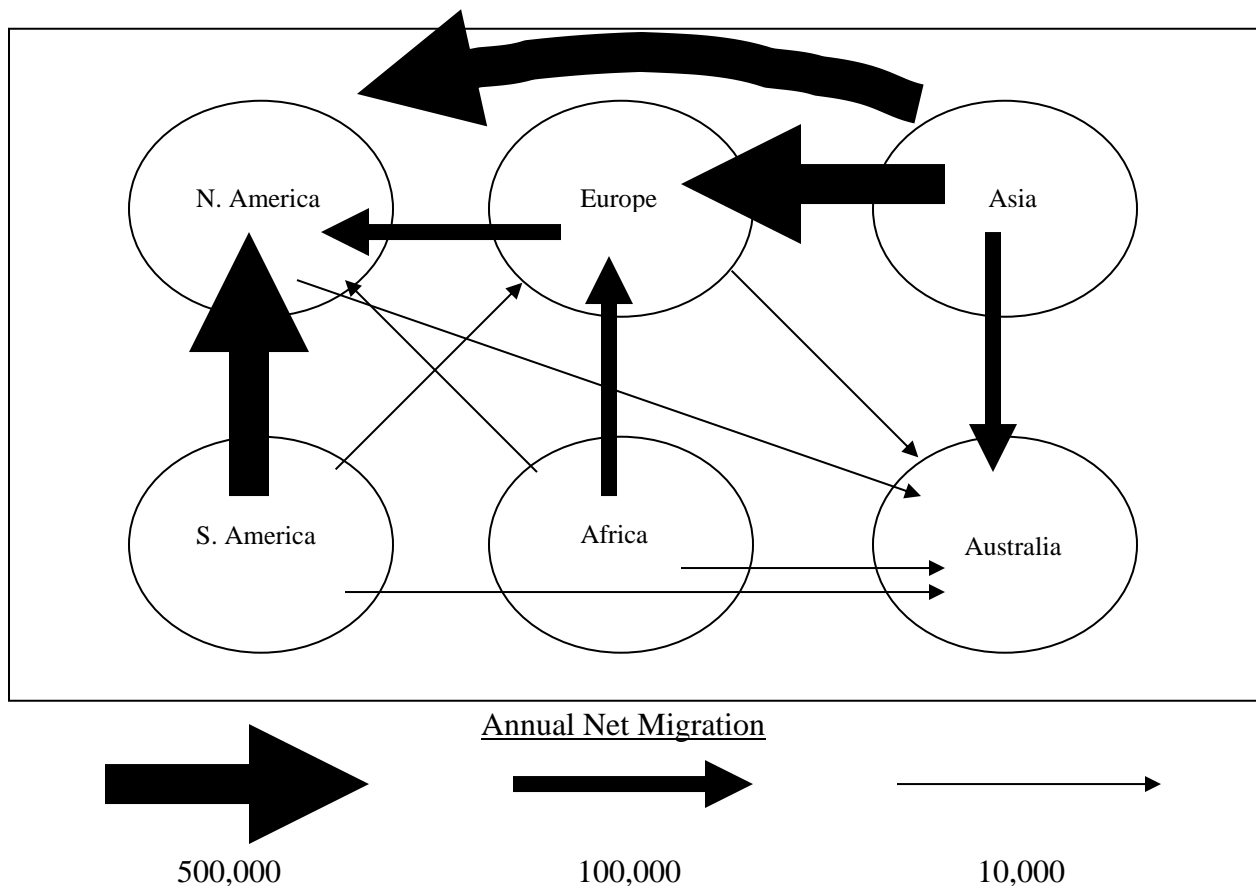 N. America
Europe
Asia
S. America
Africa
Australia
Annual Net Migration
500,000
100,000
10,000